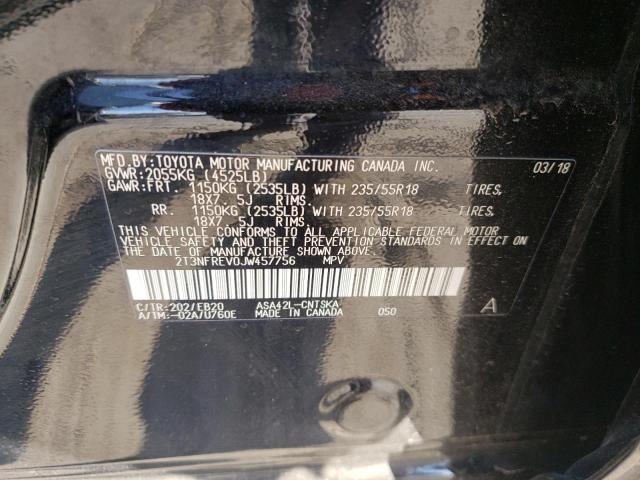 MFD.BY:TOYOTA MOTOR MANUFACTURING CANADA INC. 03/18
GVWR:2055KG (4525LB)
GAWR:FRT. 1150KG (2535LB) WITH 235/55R18 TIRES,
18X7. 5J RIMS.
RR. 1150KG (2535LB) WITH 235/55R18 TIRES,
18X7. 5J RIMS.
THIS VEHICLE CONFORMS TO ALL APPLICABLE FEDERAL MOTOR
VEHICLE SAFETY AND THEFT PREVENTION STANDARDS IN EFFECT ON
THE DATE OF MANUFACTURE SHOWN ABOVE.
2T3NFREV0JW457756 MPV
C/TR:202/EB20 ASA42L-CNTSKA A
A/TM:-02A/U760E MADE IN CANADA 050